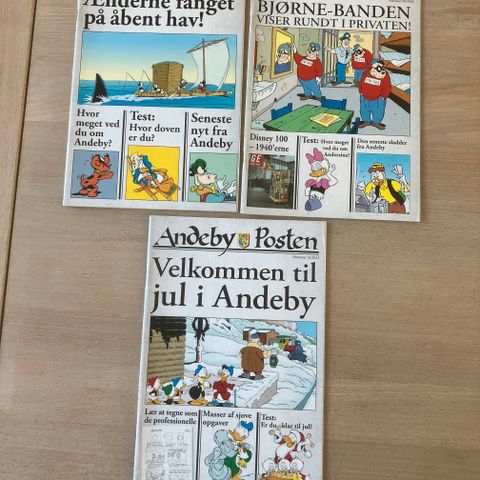 Ænderne fanget
på åbent hav!
Hvor
meget ved
du om
Andeby?
Test:
Hvor doven
er du?
Seneste
nyt fra
Andeby
BJØRNE-BANDEN
VISER RUNDT I PRIVATEN!
Disney 100
– 1940'erne
Test: Hvor meget
ved du om
Andersine?
Den seneste sladder
fra Andeby
Andeby Posten
Velkommen til
jul i Andeby
Lær at tegne som
de professionelle
Masser af sjove
opgaver
Test:
Er du klar til jul?